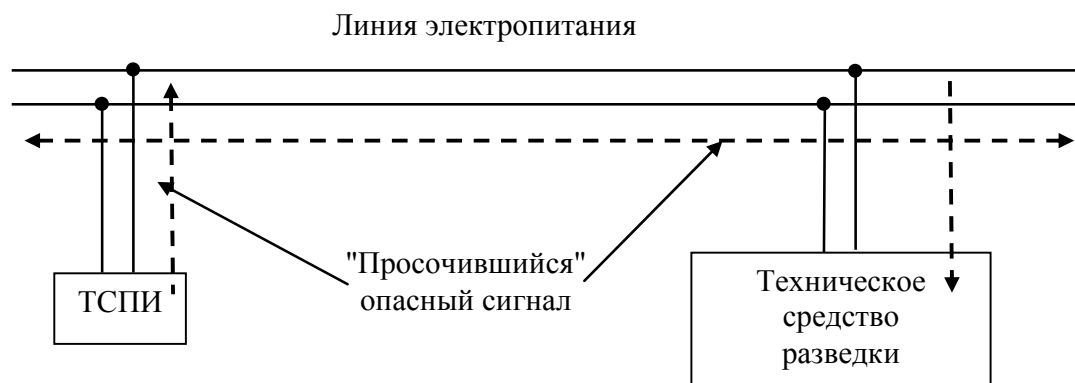 Линия электропитания
"Просочившийся"
опасный сигнал
ТСПИ
Техническое
средство
разведки